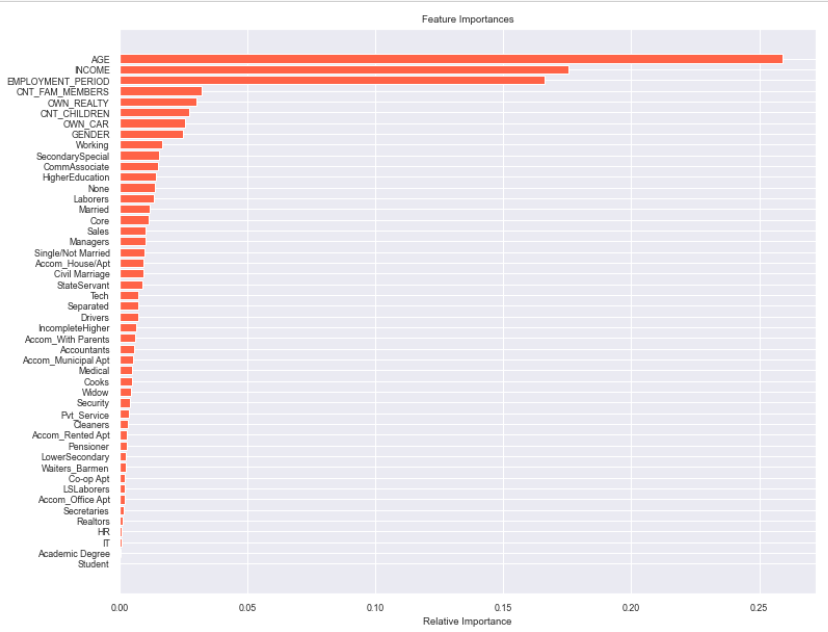 Feature Importances
AGE
INCOME
EMPLOYMENT_PERIOD
CNT_FAM_MEMBERS
OWN_REALTY
CNT_CHILDREN
OWN_CAR
GENDER
Working
SecondarySpecial
CommAssociate
HigherEducation
None
Laborers
Married
Core
Sales
Managers
Single/Not Married
Accom_House/Apt
Civil Marriage
StateServant
Tech
Separated
Drivers
IncompleteHigher
Accom_With Parents
Accountants
Accom_Municipal Apt
Medical
Cooks
Widow
Security
Pvt_Service
Cleaners
Accom_Rented Apt
Pensioner
LowerSecondary
Waiters_Barmen
Co-op Apt
LSLaborers
Accom_Office Apt
Secretaries
Realtors
HR
IT
Academic Degree
Student
0.00 0.05 0.10 0.15 0.20 0.25
Relative Importance